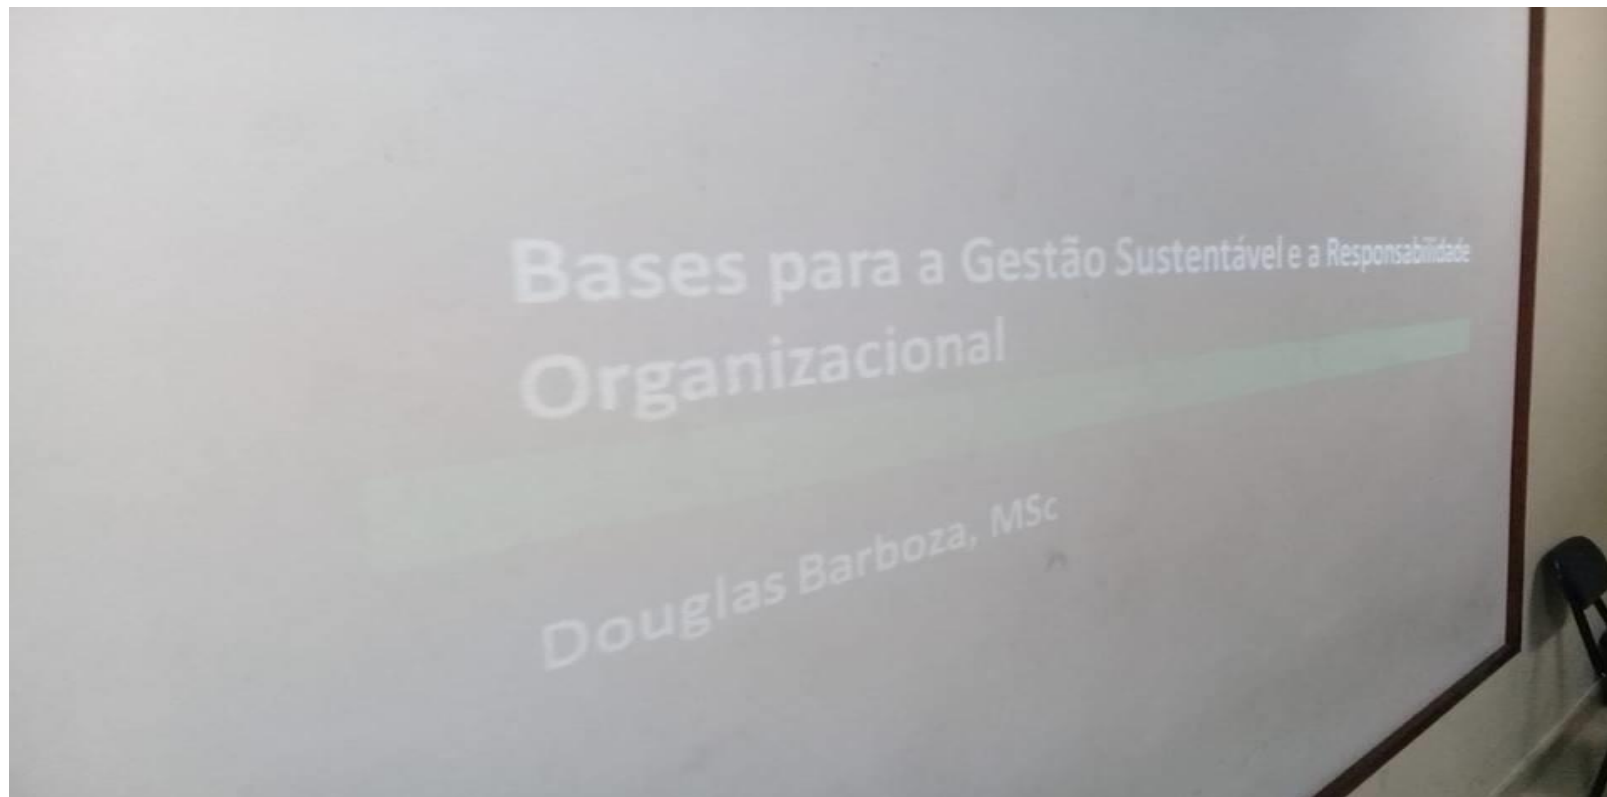 Bases para a Gestão Sustentável e a Responsabilidade
Organizacional
Douglas Barboza, MSc